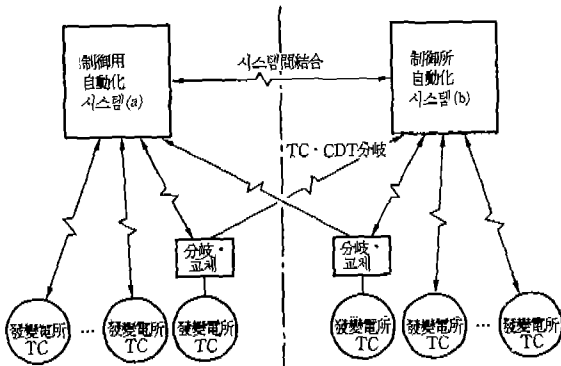 制御用
自動化
시스템(a)
시스템間結合
制御所
自動化
시스템(b)
TC·CDT分岐
分岐·
교체
分岐·
교체
發變電所
TC
...
發變電所
TC
發變電所
TC
發變電所
TC
發變電所
TC
...
發變電所
TC